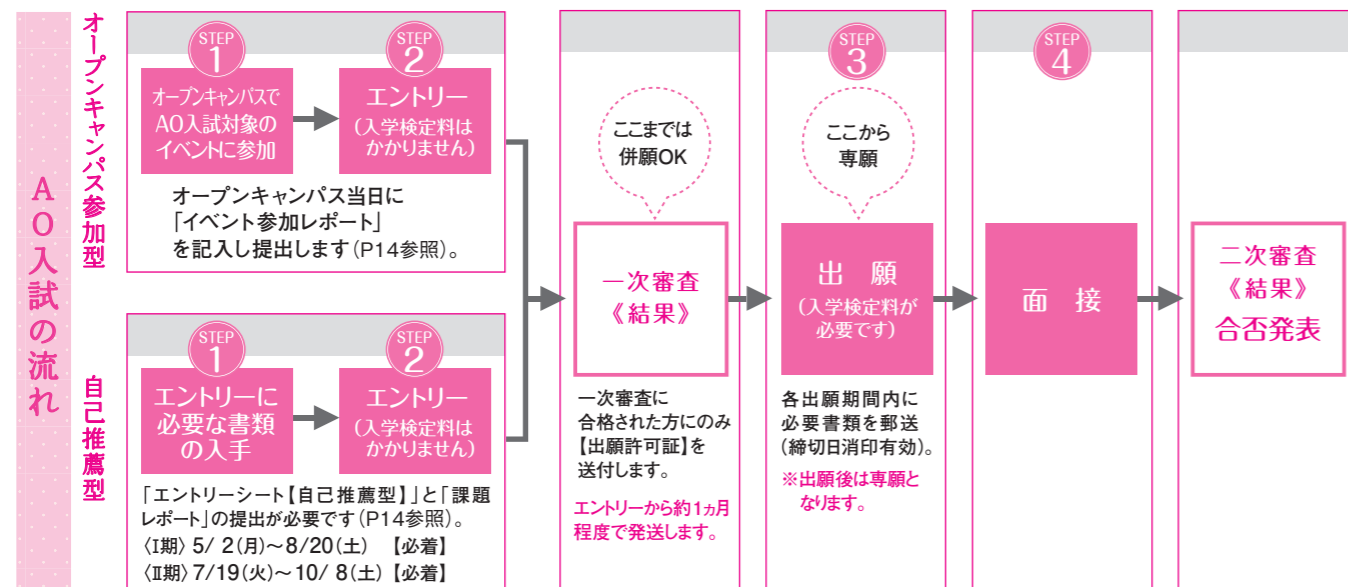 AO入試の流れ
オープンキャンパス参加型
STEP
1
オープンキャンパスで
AO入試対象の
イベントに参加
STEP
2
エントリー
(入学検定料は
かかりません)
オープンキャンパス当日に
「イベント参加レポート」
を記入し提出します(P14参照)。
自己推薦型
STEP
1
エントリーに
必要な書類
の入手
STEP
2
エントリー
(入学検定料は
かかりません)
「エントリーシート【自己推薦型】」と「課題
レポート」の提出が必要です(P14参照)。
〈Ⅰ期〉 5/ 2(月)～8/20(土) 【必着】
〈Ⅱ期〉 7/19(火)～10/ 8(土) 【必着】
ここまでは
併願OK
一次審査
《結果》
一次審査に
合格された方にのみ
【出願許可証】を
送付します。
エントリーから約1ヵ月
程度で発送します。
STEP
3
ここから
専願
出 願
(入学検定料が
必要です)
各出願期間内に
必要書類を郵送
(締切日消印有効)。
※出願後は専願と
なります。
STEP
4
面 接
二次審査
《結果》
合否発表